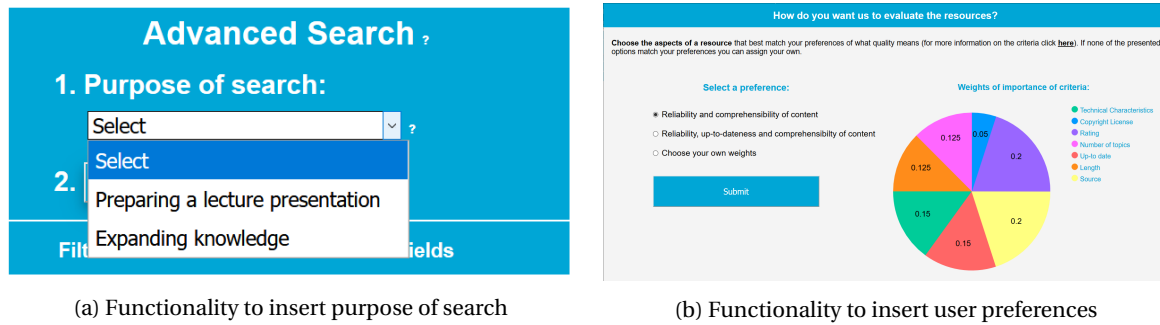 Advanced Search ?
1. Purpose of search:
Select
?
Select
2.
Preparing a lecture presentation
Expanding knowledge
Filt
ields
(a) Functionality to insert purpose of search
How do you want us to evaluate the resources?
Choose the aspects of a resource that best match your preferences of what quality means (for more information on the criteria click here). If none of the presented
options match your preferences you can assign your own.
Select a preference:
Reliability and comprehensibility of content
Reliability, up-to-dateness and comprehensibilty of content
Choose your own weights
Submit
Weights of importance of criteria:
0.125
0.05
0.2
0.125
0.15
0.15
0.2
Technical Characteristics
Copyright License
Rating
Number of topics
Up-to date
Length
Source
(b) Functionality to insert user preferences